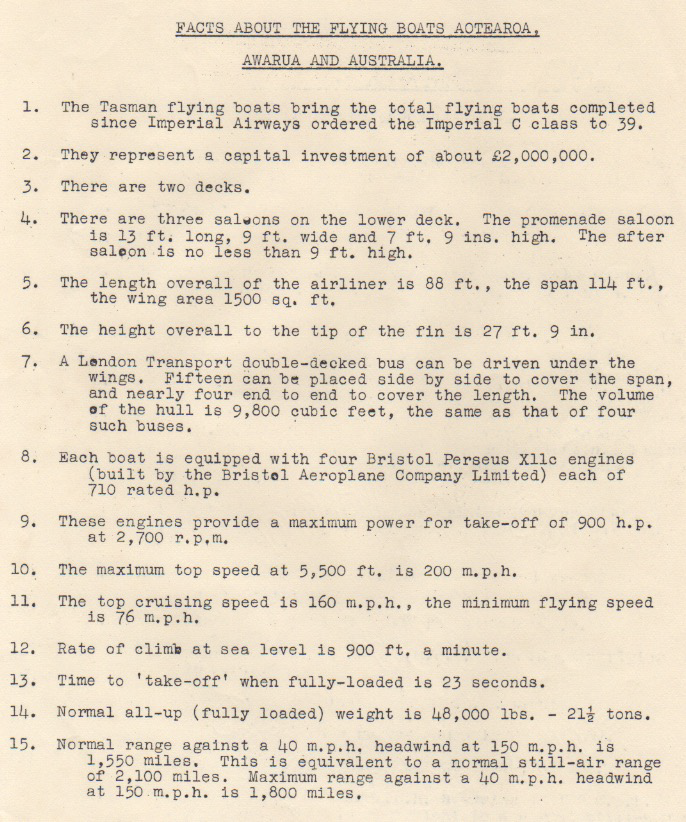 FACTS ABOUT THE FLYING BOATS AOTEAROA,
AWARUA AND AUSTRALIA.
1. The Tasman flying boats bring the total flying boats completed
since Imperial Airways ordered the Imperial C class to 39.
2. They represent a capital investment of about £2,000,000.
3. There are two decks.
4. There are three saloons on the lower deck. The promenade saloon
is 13 ft. long, 9 ft. wide and 7 ft. 9 ins. high. The after
saloon is no less than 9 ft. high.
5. The length overall of the airliner is 88 ft., the span 114 ft.,
the wing area 1500 sq. ft.
6. The height overall to the tip of the fin is 27 ft. 9 in.
7. A London Transport double-decked bus can be driven under the
wings. Fifteen can be placed side by side to cover the span,
and nearly four end to end to cover the length. The volume
of the hull is 9,800 cubic feet, the same as that of four
such buses.
8. Each boat is equipped with four Bristol Perseus X11c engines
(built by the Bristol Aeroplane Company Limited) each of
710 rated h.p.
9. These engines provide a maximum power for take-off of 900 h.p.
at 2,700 r.p.m.
10. The maximum top speed at 5,500 ft. is 200 m.p.h.
11. The top cruising speed is 160 m.p.h., the minimum flying speed
is 76 m.p.h.
12. Rate of climb at sea level is 900 ft. a minute.
13. Time to 'take-off' when fully-loaded is 23 seconds.
14. Normal all-up (fully loaded) weight is 48,000 lbs. - 21½ tons.
15. Normal range against a 40 m.p.h. headwind at 150 m.p.h. is
1,550 miles. This is equivalent to a normal still-air range
of 2,100 miles. Maximum range against a 40 m.p.h. headwind
at 150 m.p.h. is 1,800 miles.